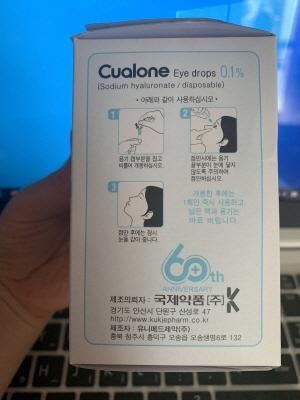 Cualone Eye drops 0.1%
(Sodium hyaluronate / disposable)
• 아래와 같이 사용하십시오 •
1
용기 첨부분을 잡고
비틀어 개봉하십시오.
2
점안시에는 용기
끝부분이 눈에 닿지
않도록 주의하여
점안하십시오.
3
점안 후에는 잠시
눈을 감아 줍니다.
개봉한 후에는
1회만 즉시 사용하고,
남은 액과 용기는
바로 버립니다.
60th
ANNIVERSARY
제조의뢰자 : 국제약품(주) K
경기도 안산시 단원구 산성로 47
http://www.kukjepharm.co.kr
제조자 : 유니메드제약(주)
충북 청주시 흥덕구 오송읍 오송생명6로 132